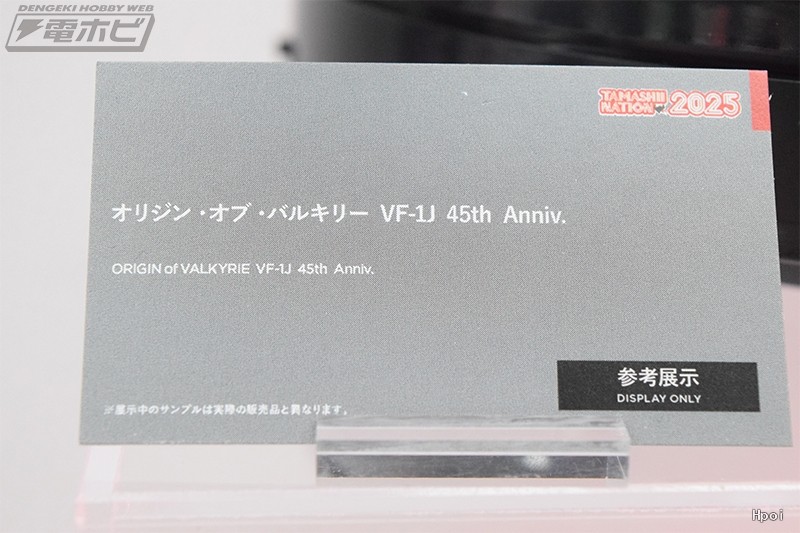 DENGEKI HOBBY WEB
電ホビ
TAMASHII
NATION 2025
オリジン・オブ・バルキリー VF-1J 45th Anniv.
ORIGIN of VALKYRIE VF-1J 45th Anniv.
参考展示
DISPLAY ONLY
※展示中のサンプルは実際の販売品と異なります。
Hpoi